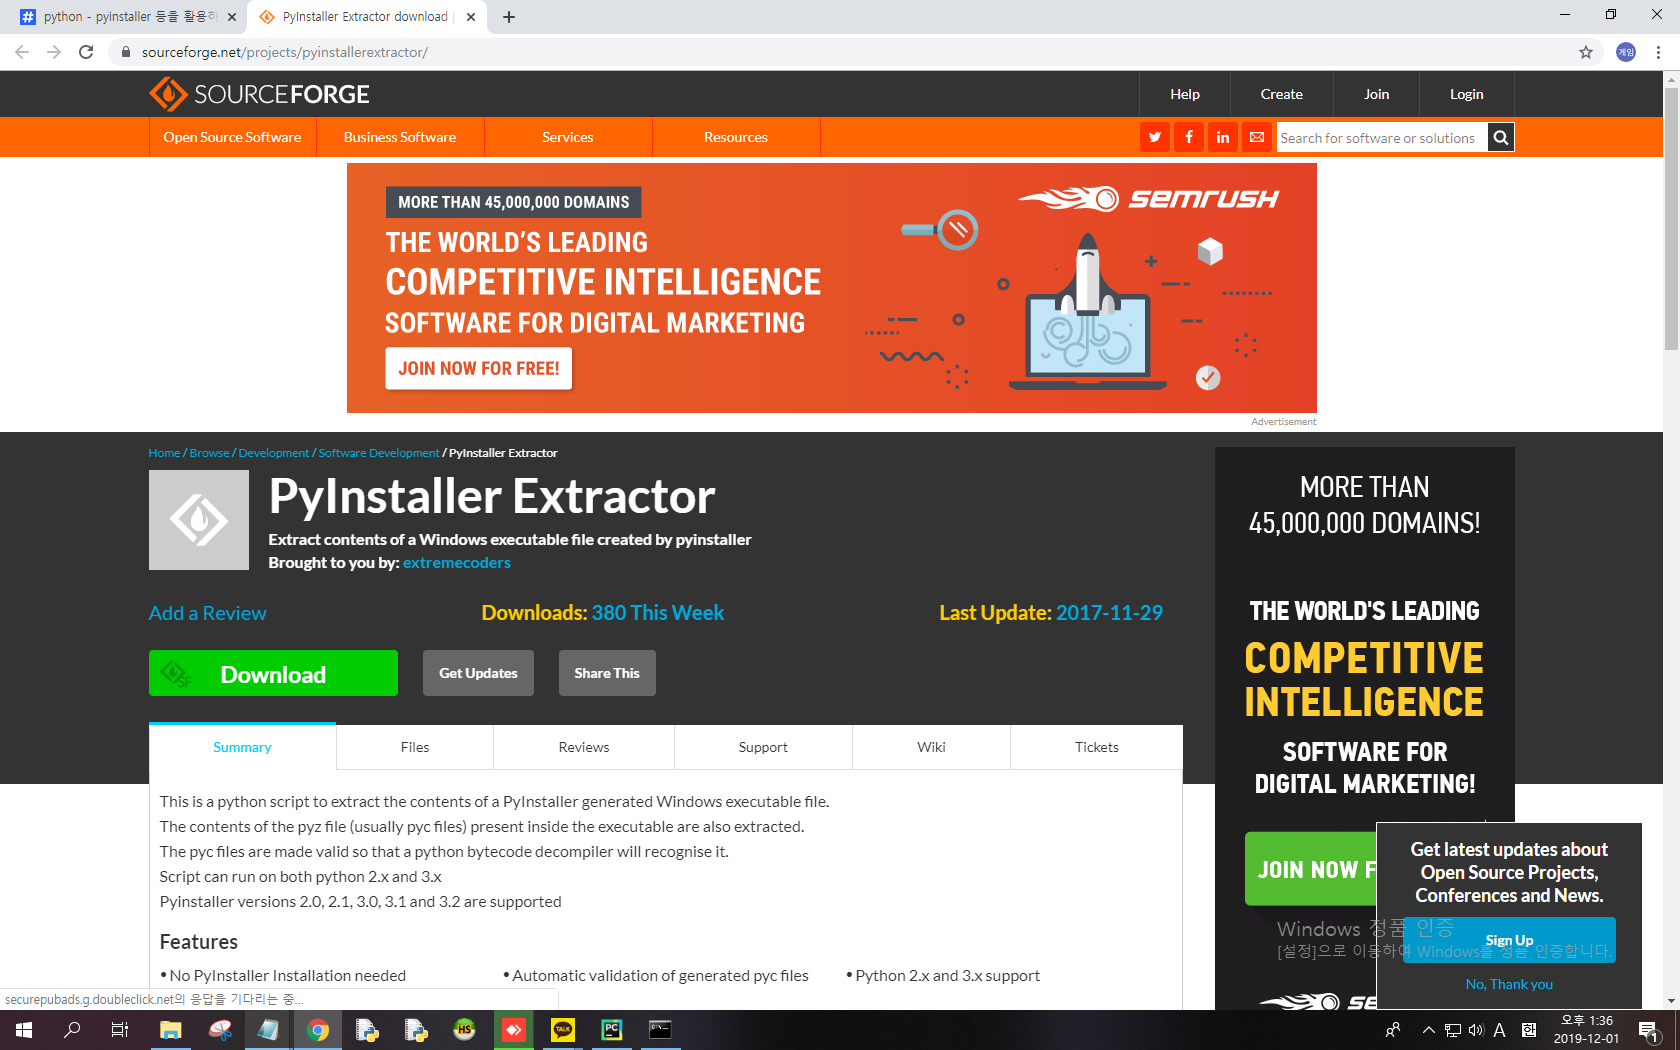 python - pyinstaller 등을 활용하
PyInstaller Extractor download |
sourceforge.net/projects/pyinstallerextractor/
게임
SOURCEFORGE
Help
Create
Join
Login
Open Source Software
Business Software
Services
Resources
Search for software or solutions
MORE THAN 45,000,000 DOMAINS
SEMRUSH
THE WORLD'S LEADING
COMPETITIVE INTELLIGENCE
SOFTWARE FOR DIGITAL MARKETING
JOIN NOW FOR FREE!
Advertisement
Home / Browse / Development / Software Development / PyInstaller Extractor
PyInstaller Extractor
Extract contents of a Windows executable file created by pyinstaller
Brought to you by: extremecoders
Add a Review
Downloads: 380 This Week
Last Update: 2017-11-29
SF
Download
Get Updates
Share This
Summary
Files
Reviews
Support
Wiki
Tickets
This is a python script to extract the contents of a PyInstaller generated Windows executable file.
The contents of the pyz file (usually pyc files) present inside the executable are also extracted.
The pyc files are made valid so that a python bytecode decompiler will recognise it.
Script can run on both python 2.x and 3.x
Pyinstaller versions 2.0, 2.1, 3.0, 3.1 and 3.2 are supported
Features
• No PyInstaller Installation needed
• Automatic validation of generated pyc files
• Python 2.x and 3.x support
MORE THAN
45,000,000 DOMAINS!
THE WORLD'S LEADING
COMPETITIVE
INTELLIGENCE
SOFTWARE FOR
DIGITAL MARKETING!
JOIN NOW F
SE
Get latest updates about
Open Source Projects,
Conferences and News.
Sign Up
No, Thank you
Windows 정품 인증
[설정]으로 이동하여 Windows를 정품 인증합니다.
securepubads.g.doubleclick.net의 응답을 기다리는 중...
HS
TALK
PC
A
오후 1:36
2019-12-01
1